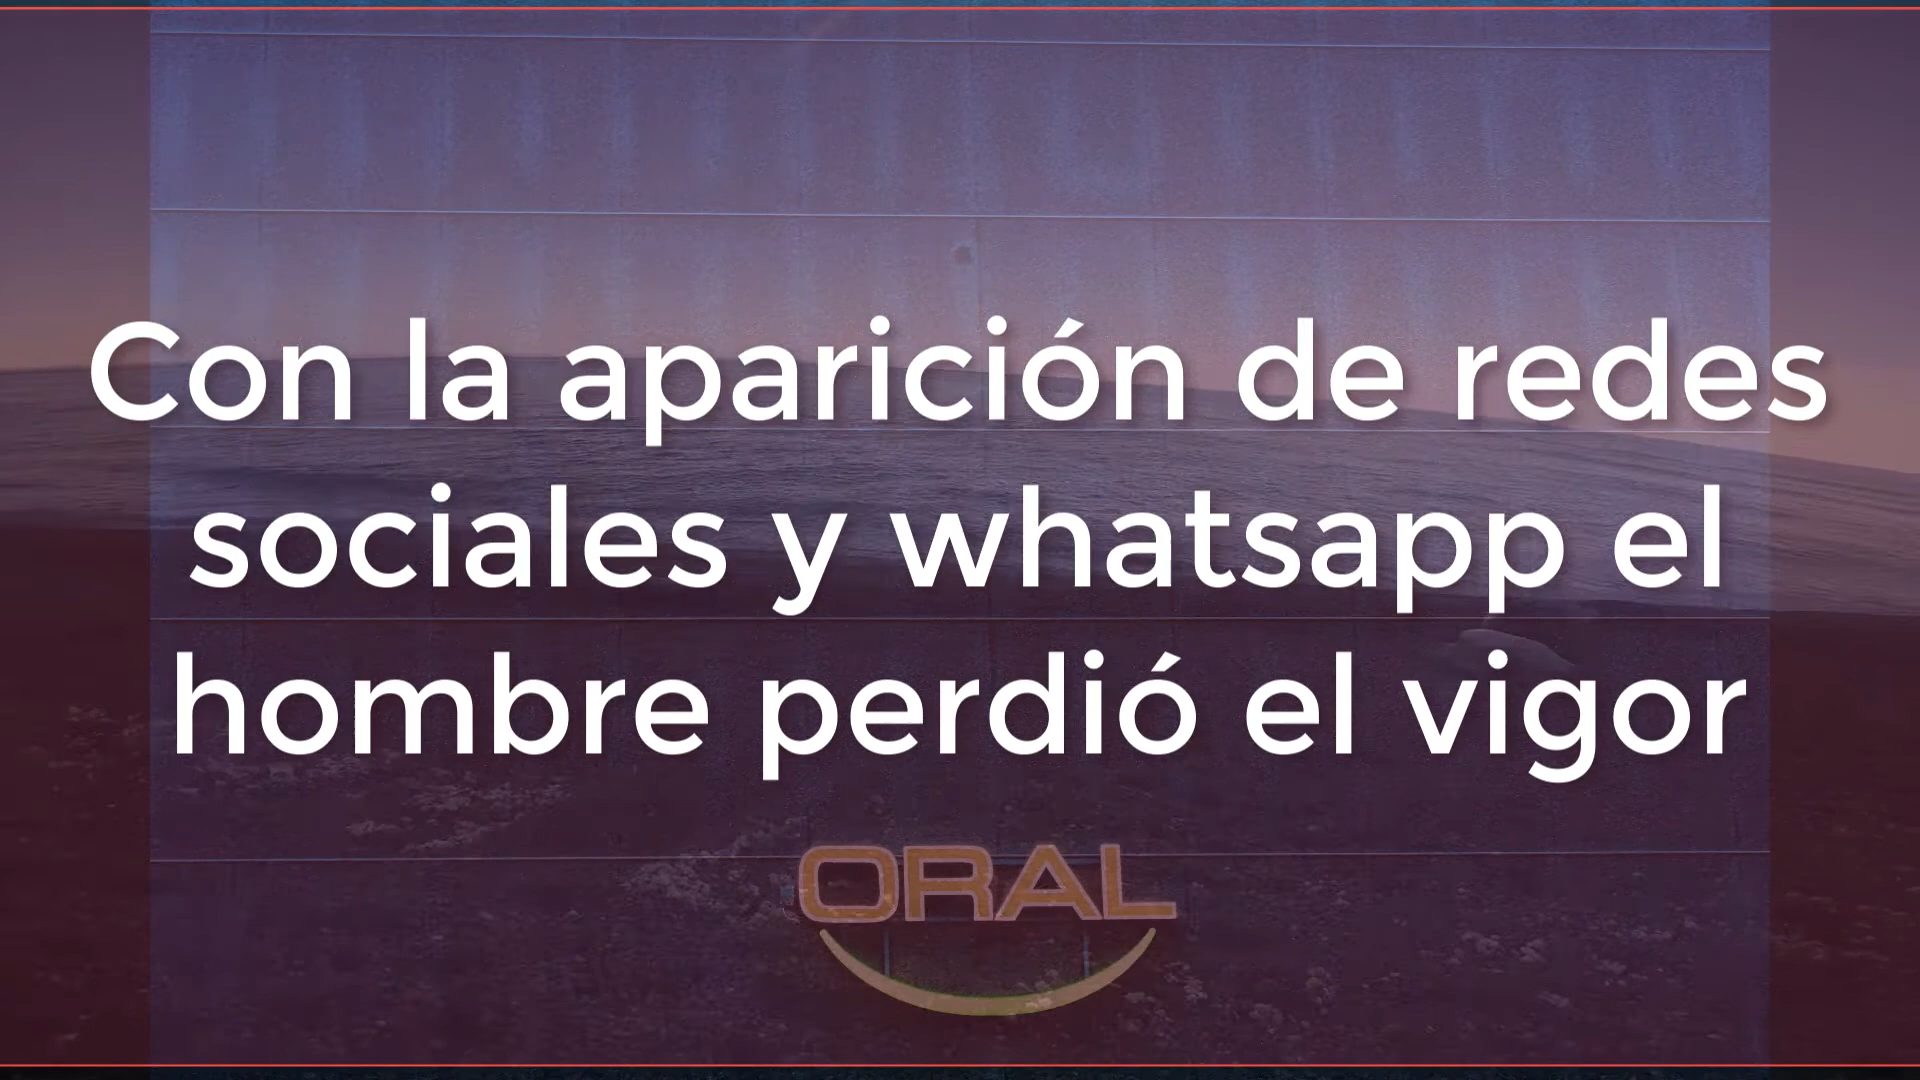 Con la aparición de redes
sociales y whatsapp el
hombre perdió el vigor
ORAL